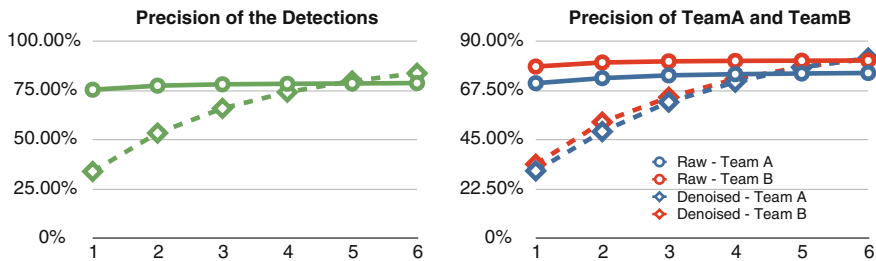 Precision of the Detections
100.00%
75.00%
50.00%
25.00%
0%
1 2 3 4 5 6
Precision of TeamA and TeamB
90.00%
67.50%
45.00%
22.50%
0%
Raw - Team A
Raw - Team B
Denoised - Team A
Denoised - Team B
1 2 3 4 5 6